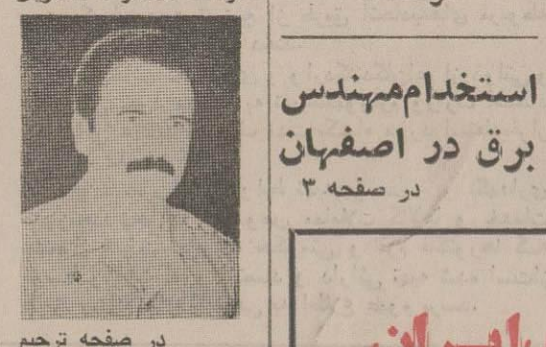 استخدام مهندس
برق در اصفهان
در صفحه ۳
در صفحه ترحیم